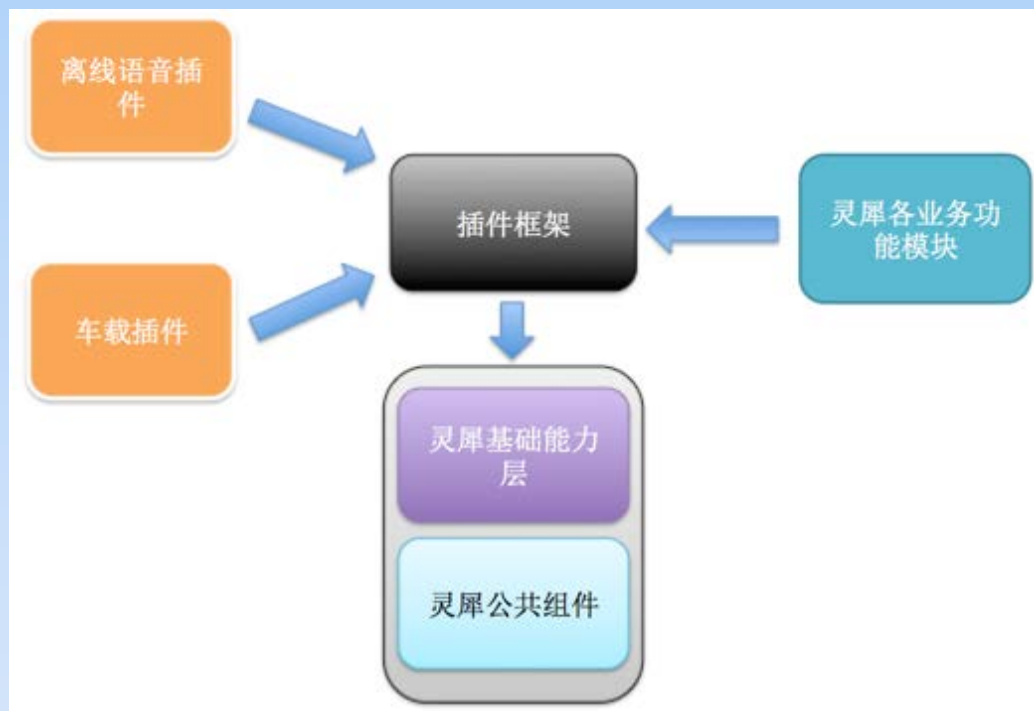 离线语音插
件
插件框架
灵犀各业务功
能模块
车载插件
灵犀基础能力
层
灵犀公共组件